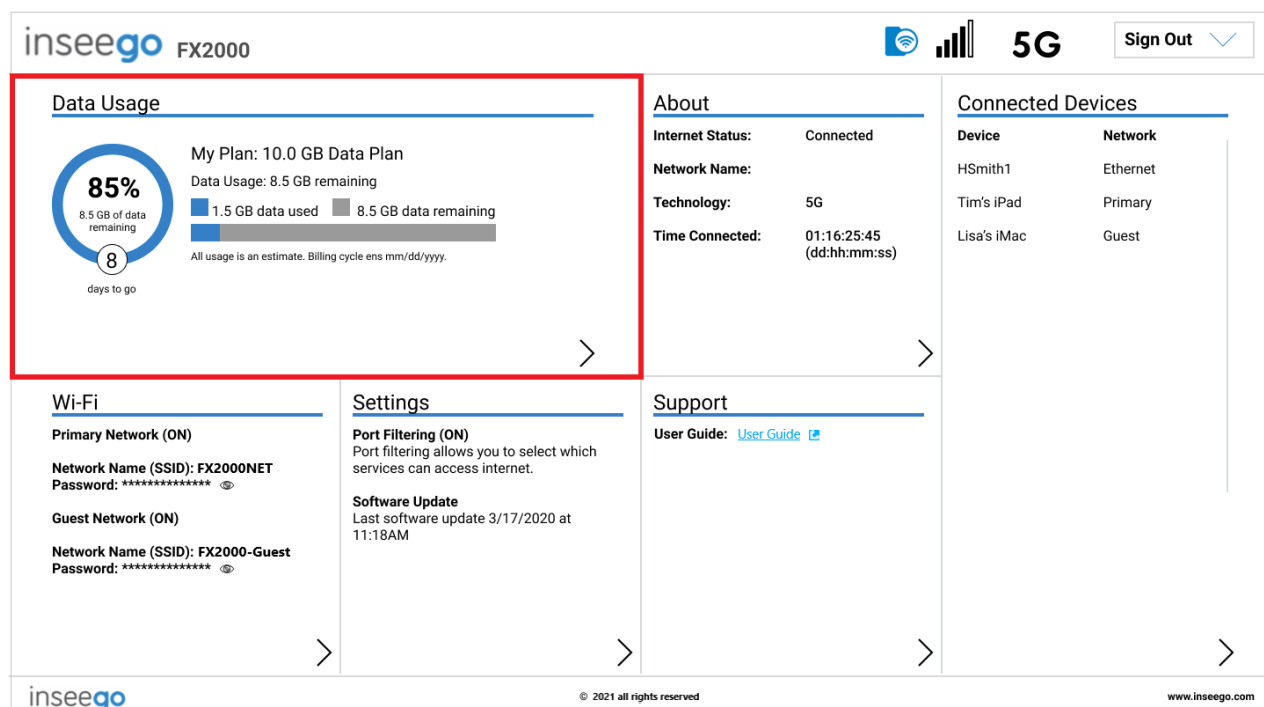 inseego FX2000
5G
Sign Out
Data Usage
85%
8.5 GB of data
remaining
8
days to go
My Plan: 10.0 GB Data Plan
Data Usage: 8.5 GB remaining
1.5 GB data used 8.5 GB data remaining
All usage is an estimate. Billing cycle ens mm/dd/yyyy.
About
Internet Status: Connected
Network Name:
Technology: 5G
Time Connected: 01:16:25:45
(dd:hh:mm:ss)
Connected Devices
Device Network
HSmith1 Ethernet
Tim's iPad Primary
Lisa's iMac Guest
Wi-Fi
Primary Network (ON)
Network Name (SSID): FX2000NET
Password: **************
Guest Network (ON)
Network Name (SSID): FX2000-Guest
Password: **************
Settings
Port Filtering (ON)
Port filtering allows you to select which
services can access internet.
Software Update
Last software update 3/17/2020 at
11:18AM
Support
User Guide: User Guide
inseego
© 2021 all rights reserved
www.inseego.com